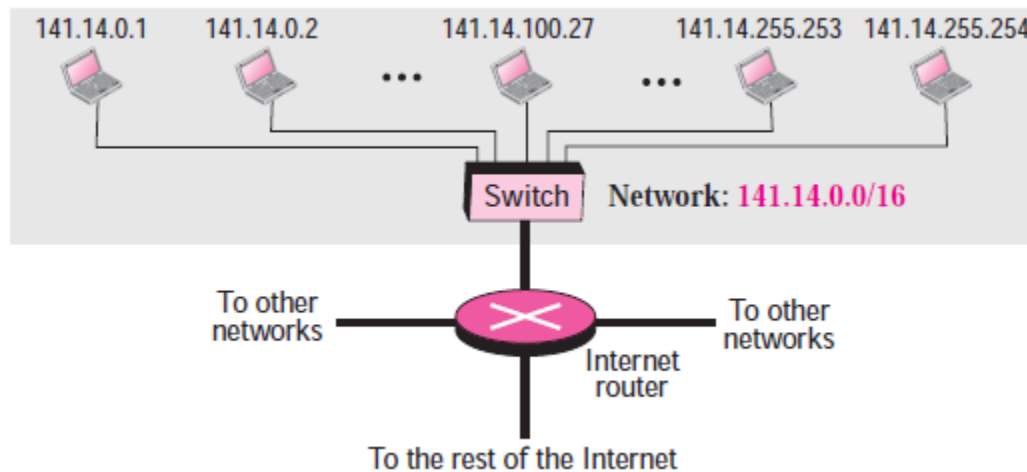 141.14.0.1 141.14.0.2 141.14.100.27 141.14.255.253 141.14.255.254
Switch Network: 141.14.0.0/16
To other
networks
To other
networks
Internet
router
To the rest of the Internet